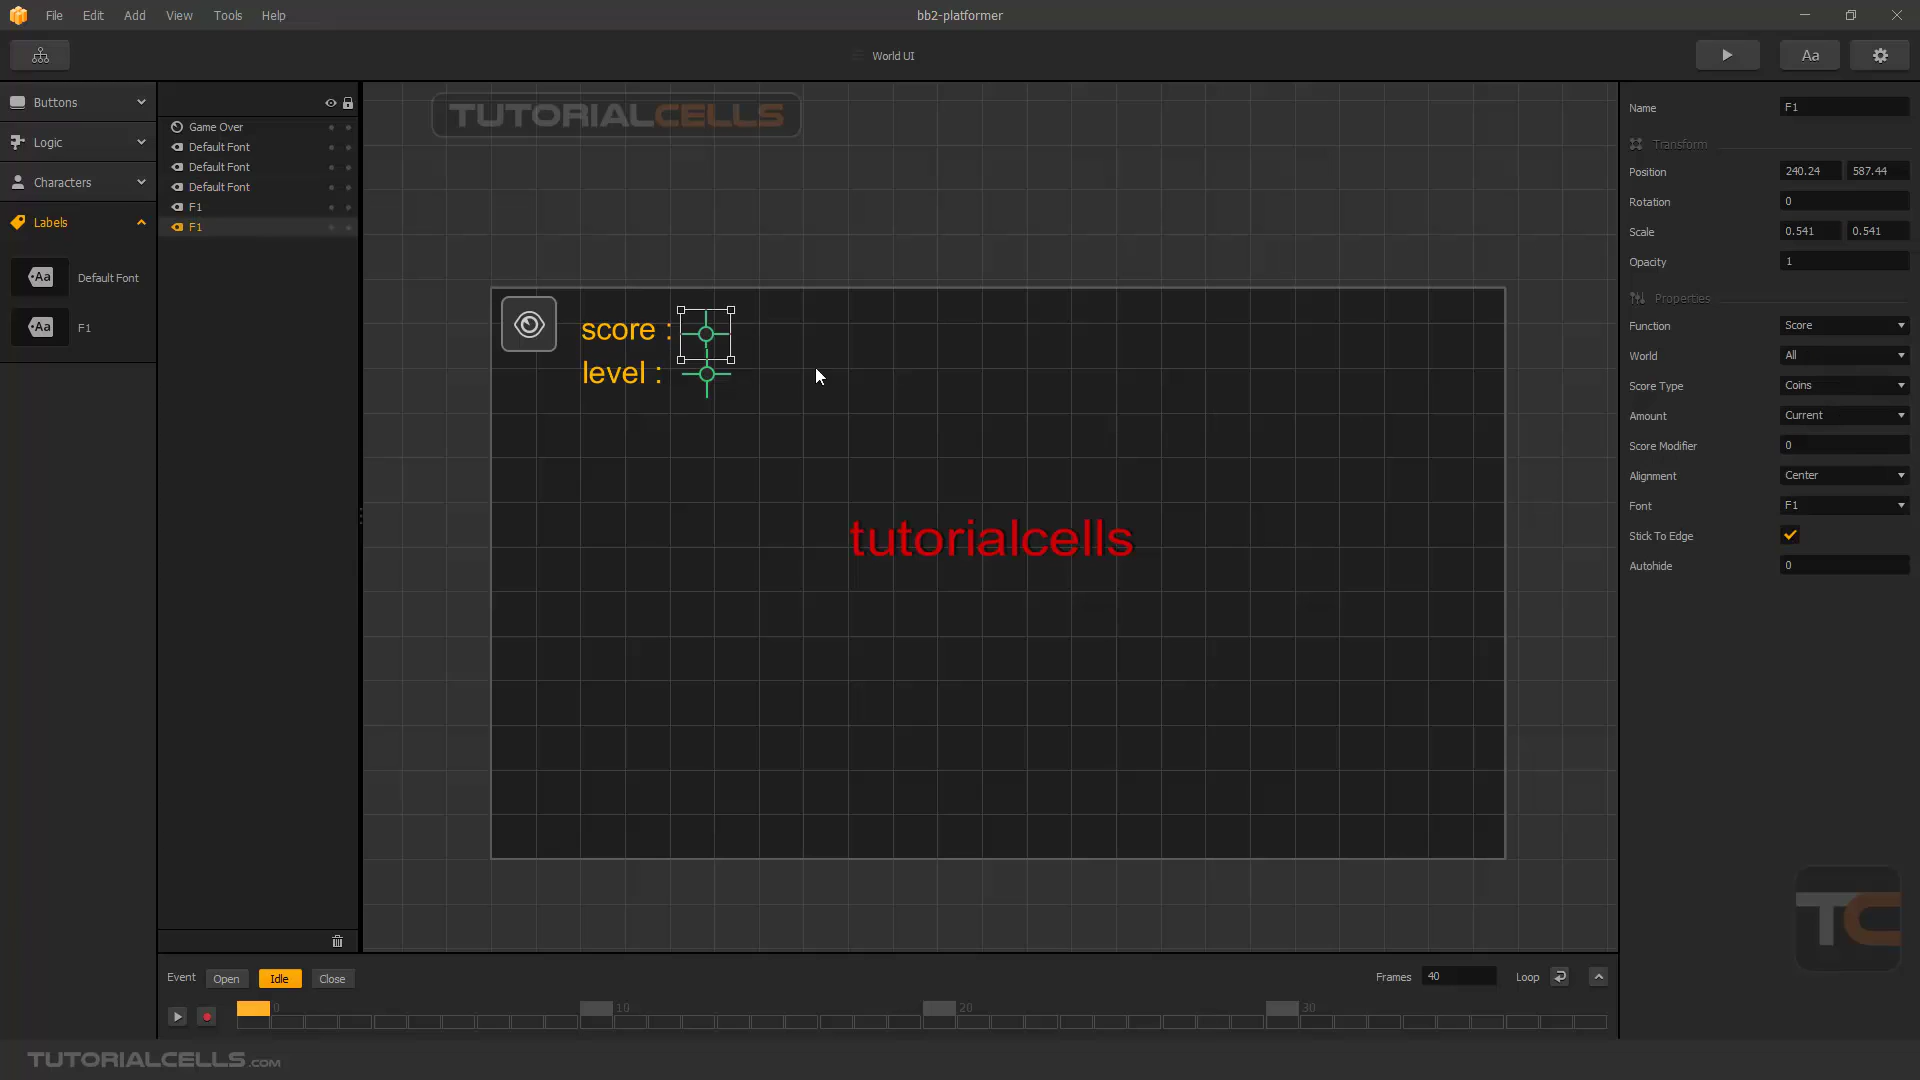 File Edit Add View Tools Help
bb2-platformer
World UI
Aa
Buttons
Logic
Characters
Labels
Aa Default Font
Aa F1
Game Over
Default Font
Default Font
Default Font
F1
F1
TUTORIALCELLS
score :
level :
tutorialcells
Name F1
Transform
Position 240.24 587.44
Rotation 0
Scale 0.541 0.541
Opacity 1
Properties
Function Score
World All
Score Type Coins
Amount Current
Score Modifier 0
Alignment Center
Font F1
Stick To Edge
Autohide 0
TC
Event Open Idle Close
Frames 40 Loop
0 10 20 30
TUTORIALCELLS.COM